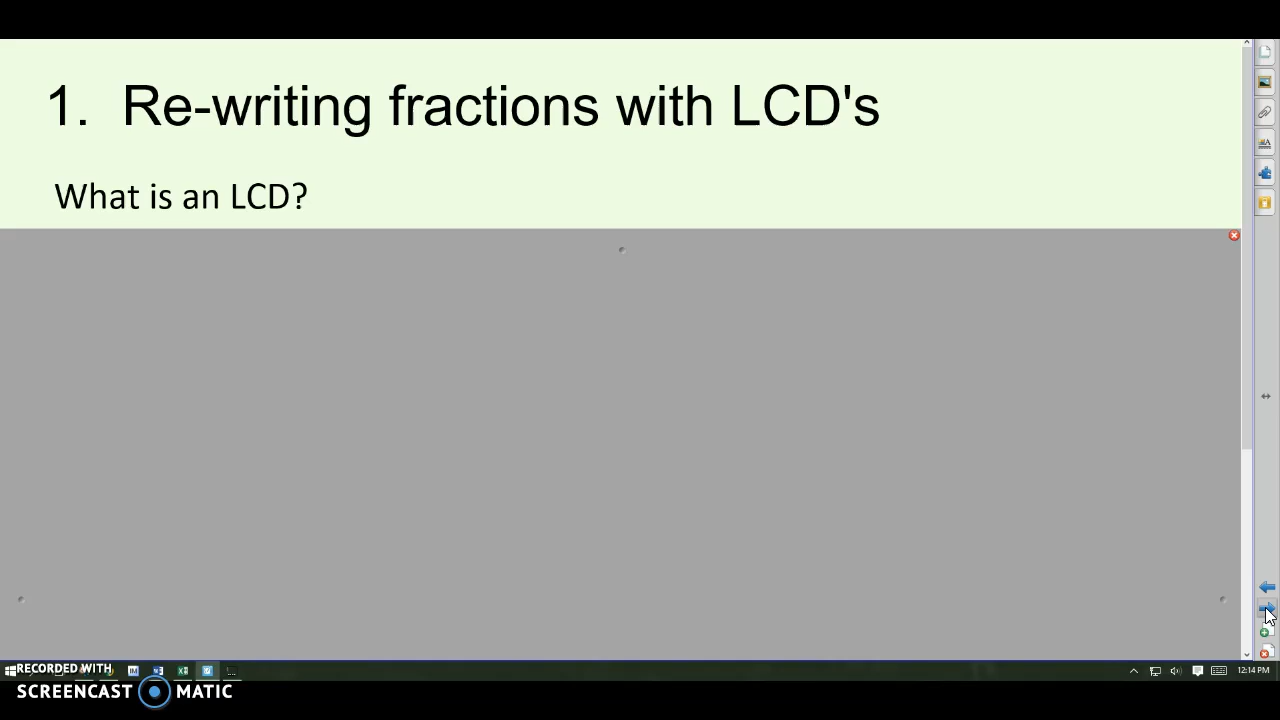 1. Re-writing fractions with LCD's
What is an LCD?
12:14 PM
RECORDED WITH
SCREENCAST MATIC